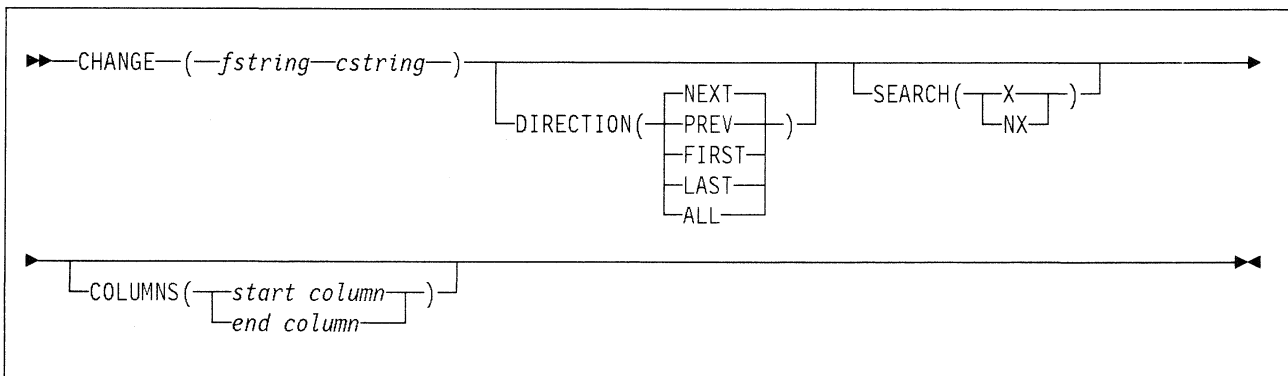 CHANGE ( fstring cstring )
DIRECTION( NEXT )
PREV
FIRST
LAST
ALL
SEARCH( X )
NX
COLUMNS( start column )
end column